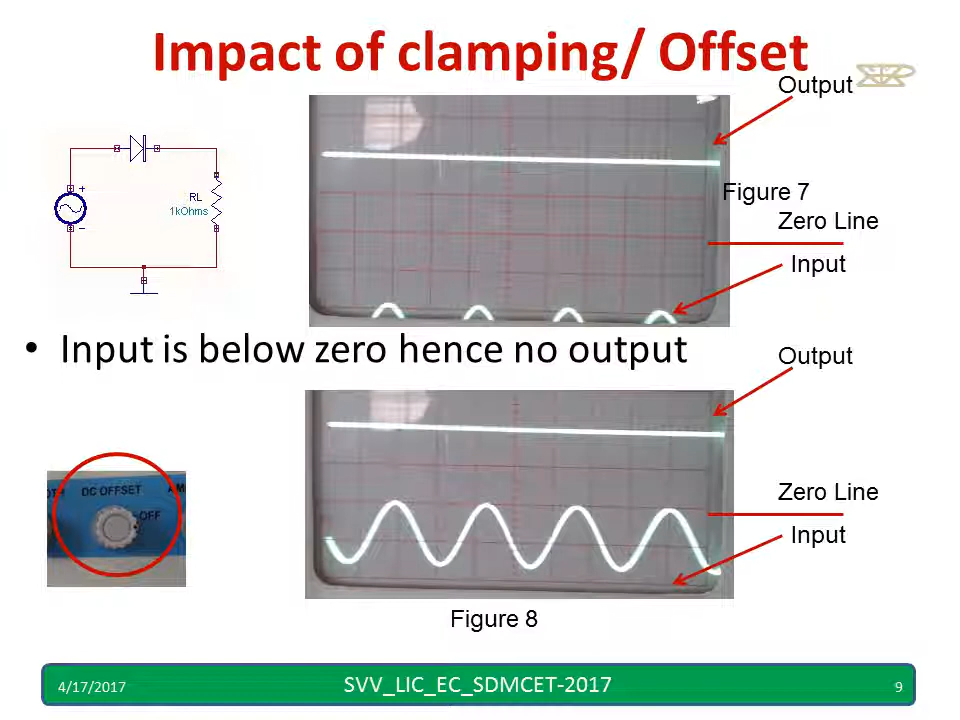 Impact of clamping/ Offset
Output
+
RL
1kOhms
−
Figure 7
Zero Line
Input
• Input is below zero hence no output
Output
DC OFFSET
AM
OFF
Zero Line
Input
Figure 8
4/17/2017
SVV_LIC_EC_SDMCET-2017
9